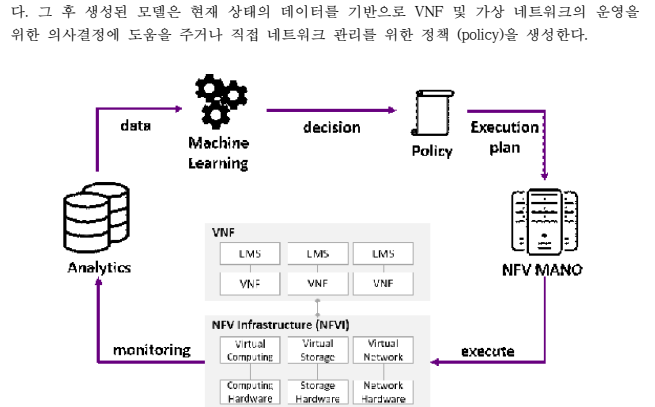 다. 그 후 생성된 모델은 현재 상태의 데이터를 기반으로 VNF 및 가상 네트워크의 운영을
위한 의사결정에 도움을 주거나 직접 네트워크 관리를 위한 정책 (policy)을 생성한다.
data
Machine
Learning
decision
Policy
Execution
plan
Analytics
NFV MANO
VNF
EMS EMS EMS
VNF VNF VNF
NFV Infrastructure (NFVI)
Virtual Computing
Virtual Storage
Virtual Network
Computing Hardware
Storage Hardware
Network Hardware
monitoring
execute